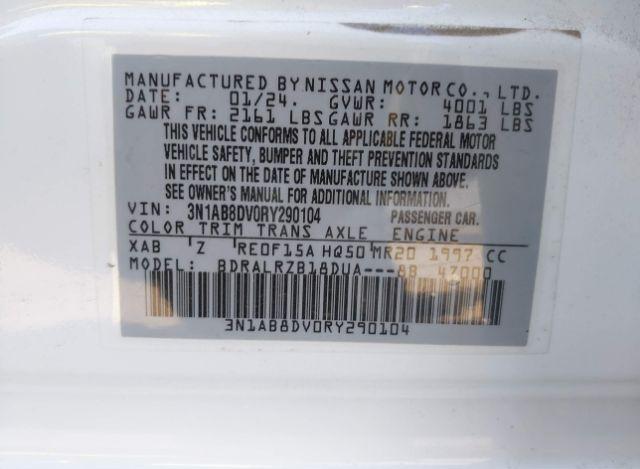 MANUFACTURED BY NISSAN MOTOR CO., LTD.
DATE: 01/24. GVWR: 4001 LBS
GAWR FR: 2161 LBS GAWR RR: 1863 LBS
THIS VEHICLE CONFORMS TO ALL APPLICABLE FEDERAL MOTOR
VEHICLE SAFETY, BUMPER AND THEFT PREVENTION STANDARDS
IN EFFECT ON THE DATE OF MANUFACTURE SHOWN ABOVE.
SEE OWNER'S MANUAL FOR ADDITIONAL INFORMATION.
VIN: 3N1AB8DV0RY290104 PASSENGER CAR.
COLOR TRIM TRANS AXLE ENGINE
XAB Z RE0F15A HQ50 MR20 1997 CC
MODEL: BDRALRZB18DUA---88 47000
3N1AB8DV0RY290104